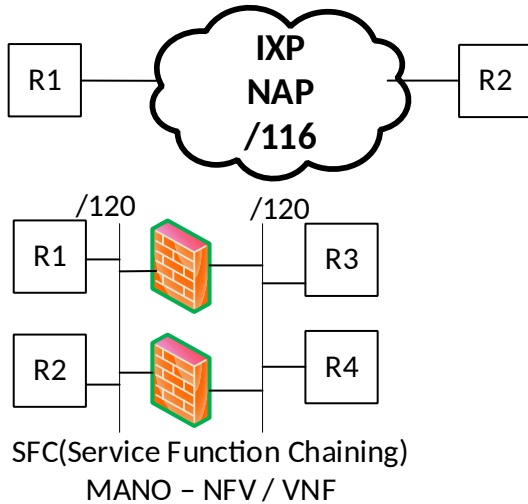 IXP
R1
NAP
R2
/116
/120
/120
R1
R3
R2
R4
SFC(Service Function Chaining)
MANO – NFV / VNF